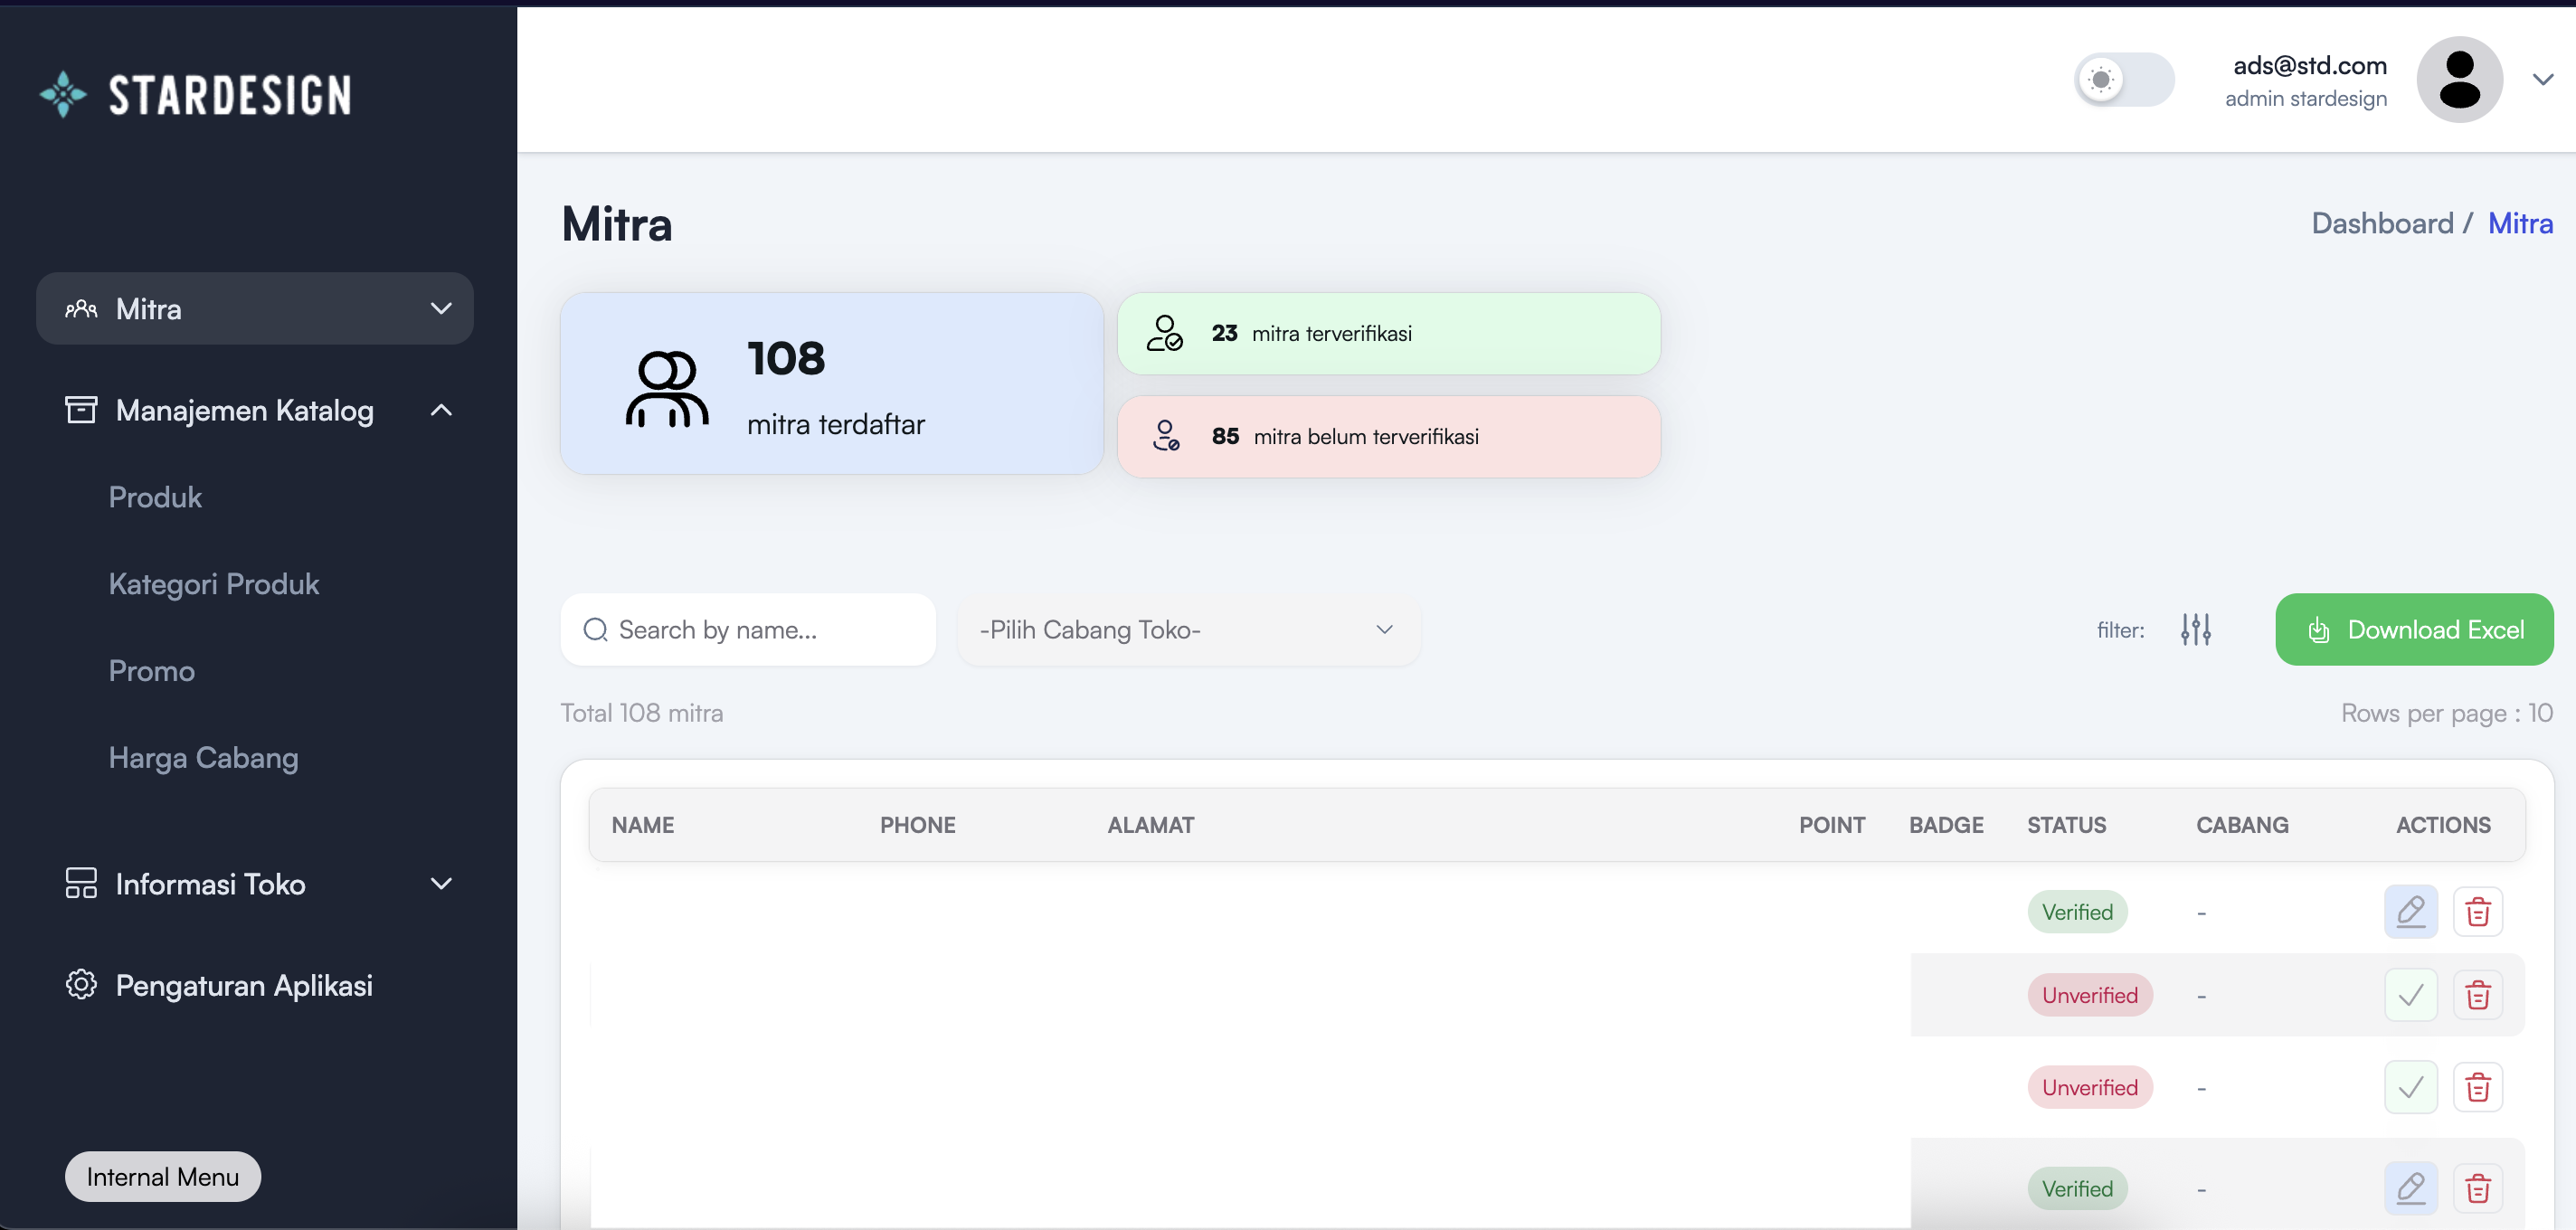 STARDESIGN
Mitra
Manajemen Katalog
Produk
Kategori Produk
Promo
Harga Cabang
Informasi Toko
Pengaturan Aplikasi
Internal Menu
ads@std.com
admin stardesign
Mitra
Dashboard / Mitra
108
mitra terdaftar
23 mitra terverifikasi
85 mitra belum terverifikasi
Search by name...
-Pilih Cabang Toko-
filter:
Download Excel
Total 108 mitra
Rows per page : 10
NAME PHONE ALAMAT POINT BADGE STATUS CABANG ACTIONS
Verified -
Unverified -
Unverified -
Verified -